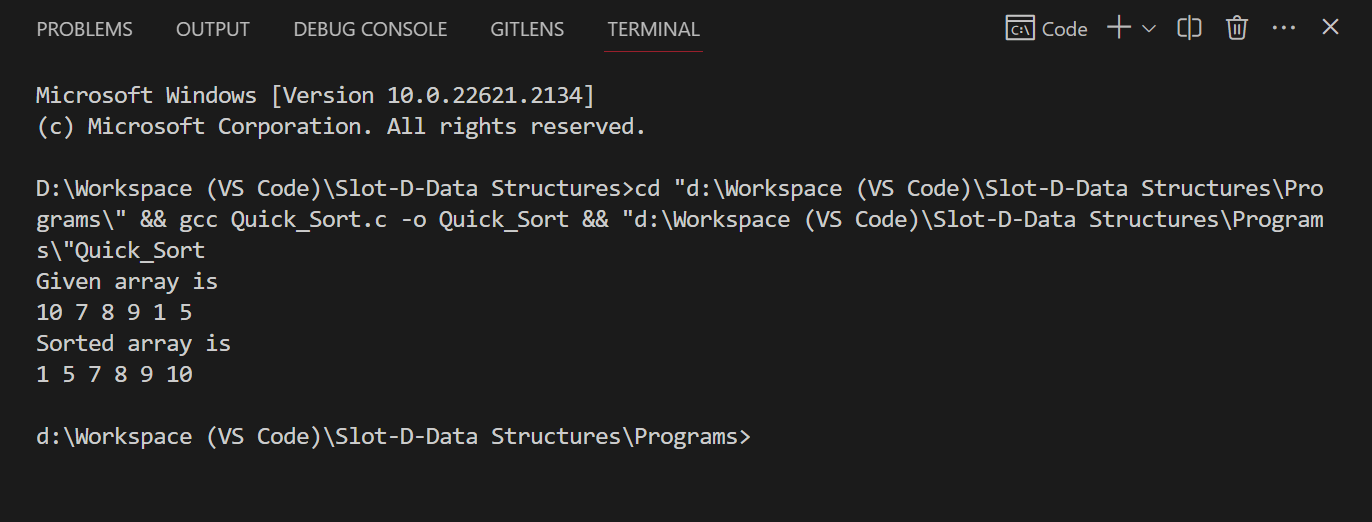 PROBLEMS OUTPUT DEBUG CONSOLE GITLENS TERMINAL C:\ Code
Microsoft Windows [Version 10.0.22621.2134]
(c) Microsoft Corporation. All rights reserved.
D:\Workspace (VS Code)\Slot-D-Data Structures>cd "d:\Workspace (VS Code)\Slot-D-Data Structures\Pro
grams\" && gcc Quick_Sort.c -o Quick_Sort && "d:\Workspace (VS Code)\Slot-D-Data Structures\Program
s\"Quick_Sort
Given array is
10 7 8 9 1 5
Sorted array is
1 5 7 8 9 10
d:\Workspace (VS Code)\Slot-D-Data Structures\Programs>